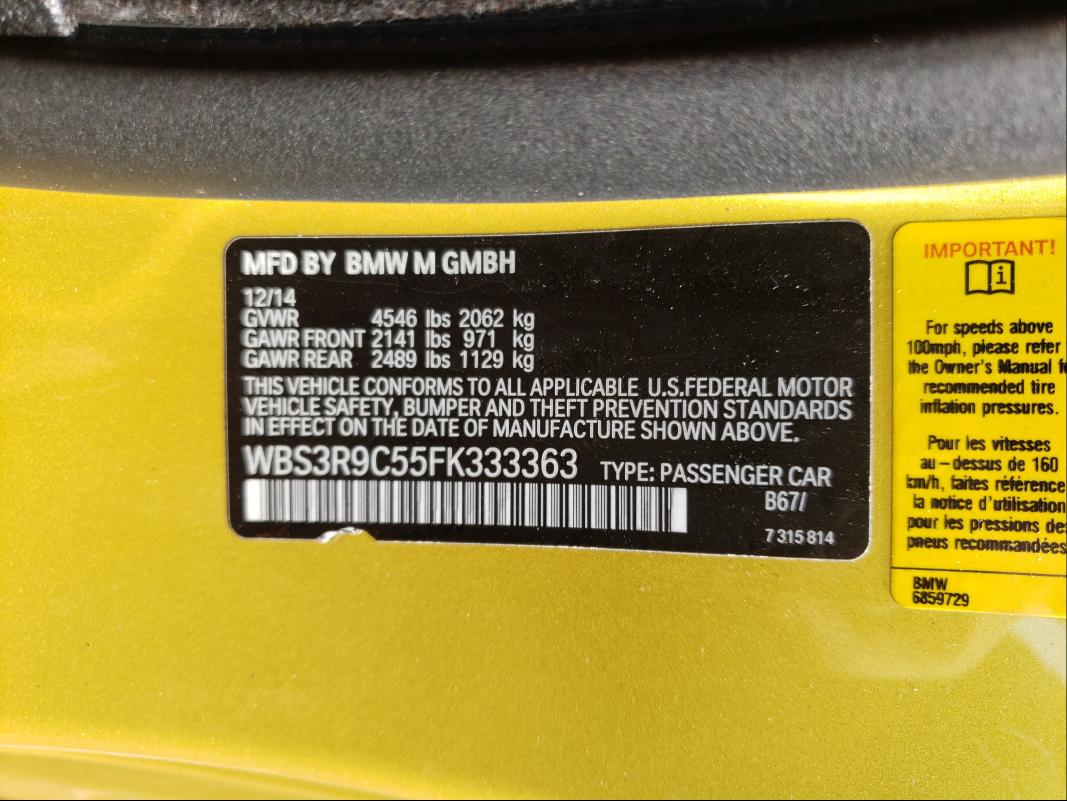 MFD BY BMW M GMBH
12/14
GVWR 4546 lbs 2062 kg
GAWR FRONT 2141 lbs 971 kg
GAWR REAR 2489 lbs 1129 kg
THIS VEHICLE CONFORMS TO ALL APPLICABLE U.S.FEDERAL MOTOR
VEHICLE SAFETY, BUMPER AND THEFT PREVENTION STANDARDS
IN EFFECT ON THE DATE OF MANUFACTURE SHOWN ABOVE.
WBS3R9C55FK333363 TYPE: PASSENGER CAR
B67/
7 315 814
IMPORTANT!
i
For speeds above
100mph, please refer
the Owner's Manual
recommended tire
inflation pressures.
Pour les vitesses
au-dessus de 160
km/h, faites référence
la notice d'utilisation
pour les pressions
pneus recommandées
BMW
6859729